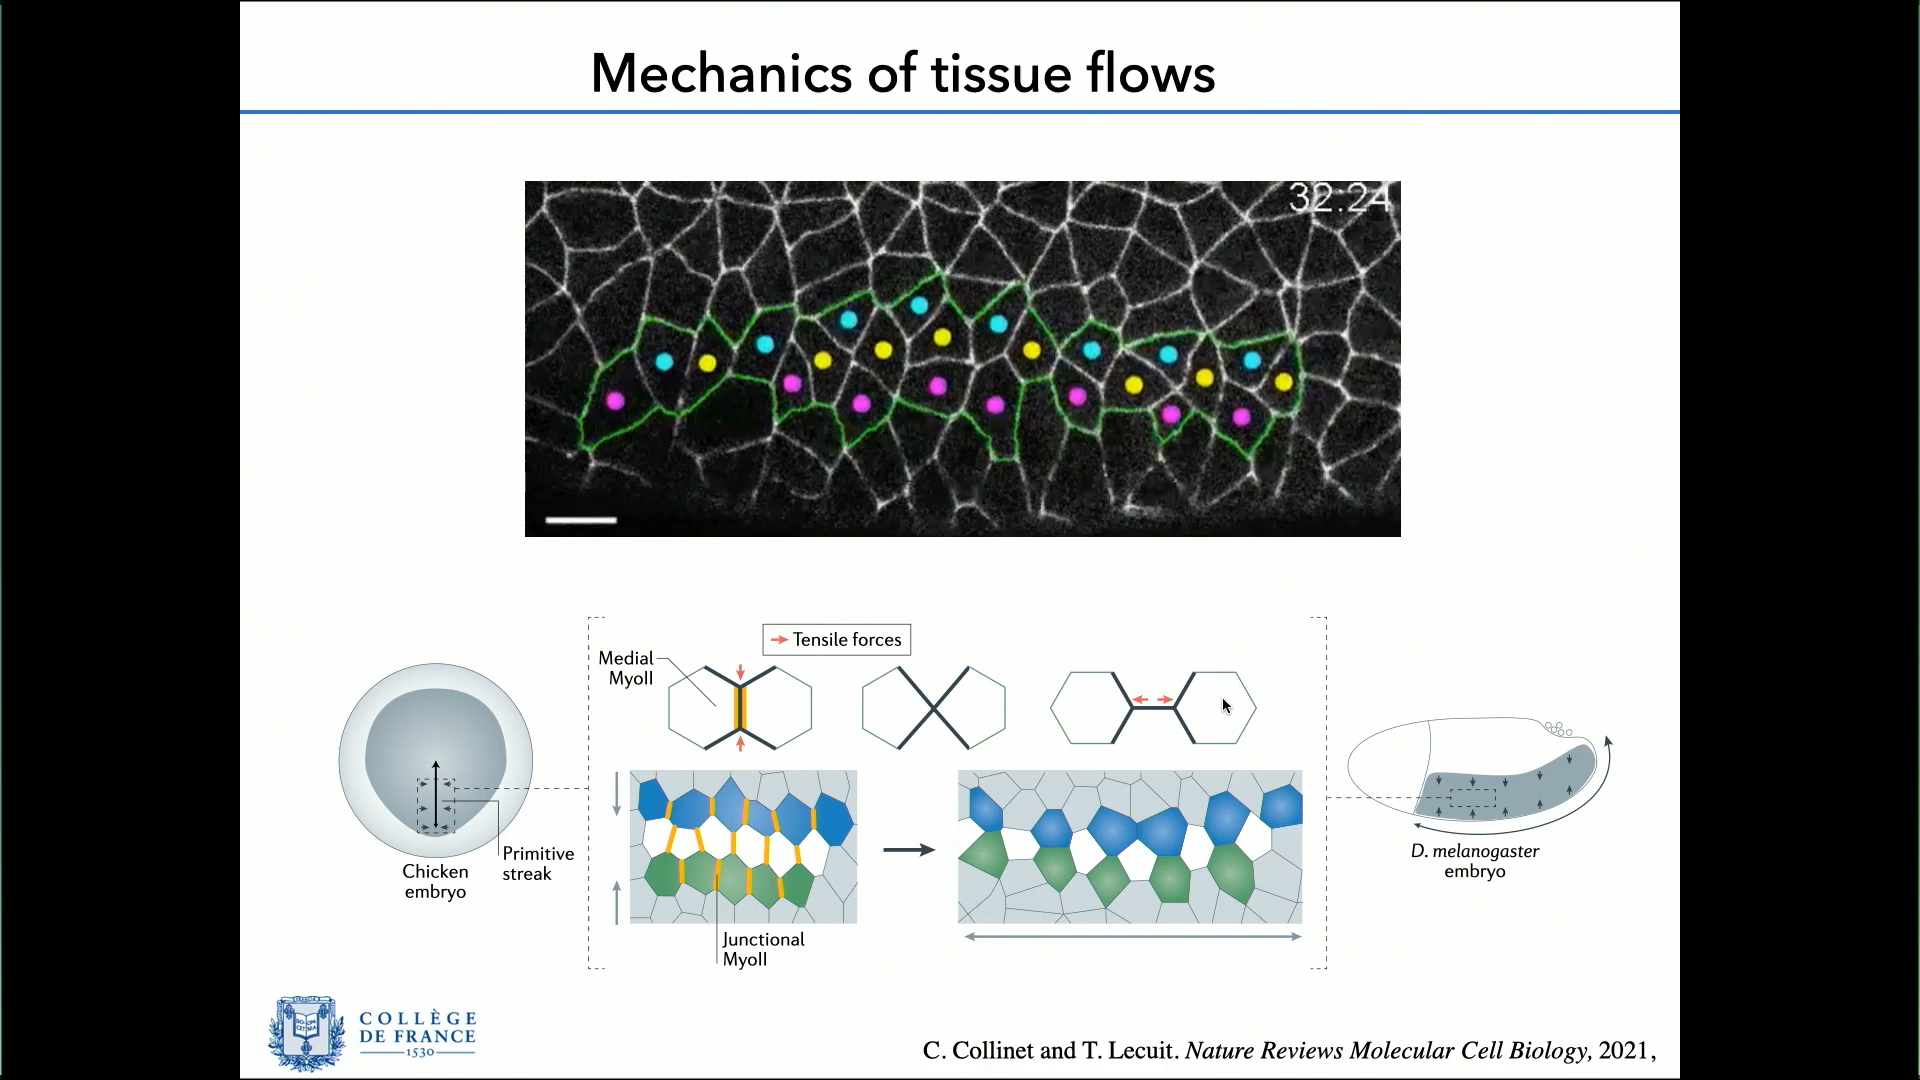 Mechanics of tissue flows
32:24
Tensile forces
Medial
MyoII
Chicken
embryo
Primitive
streak
Junctional
MyoII
D. melanogaster
embryo
COLLÈGE
DE FRANCE
1530
C. Collinet and T. Lecuit. Nature Reviews Molecular Cell Biology, 2021,